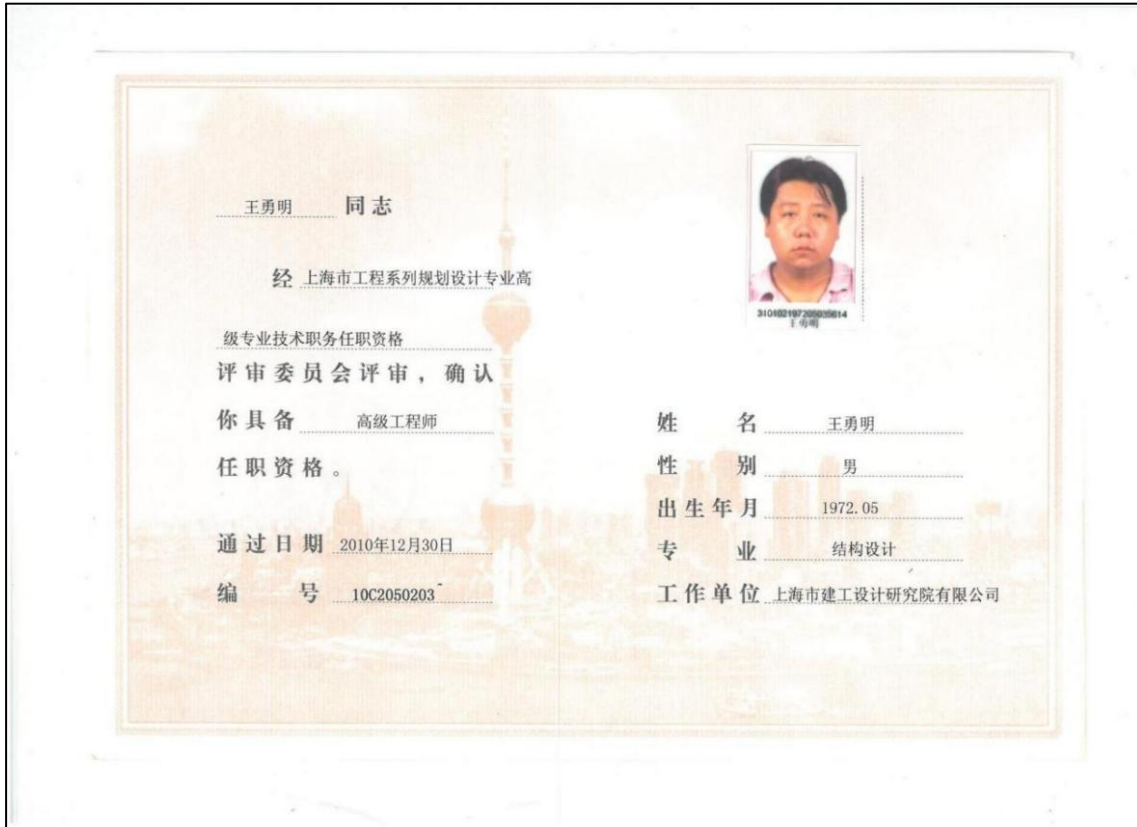 王勇明 同志
经 上海市工程系列规划设计专业高
级专业技术职务任职资格
评审委员会评审，确认
你具备 高级工程师
任职资格。
通过日期 2010年12月30日
编 号 10C2050203
王勇明
姓 名 王勇明
性 别 男
出生年月 1972.05
专 业 结构设计
工作单位 上海市建工设计研究院有限公司